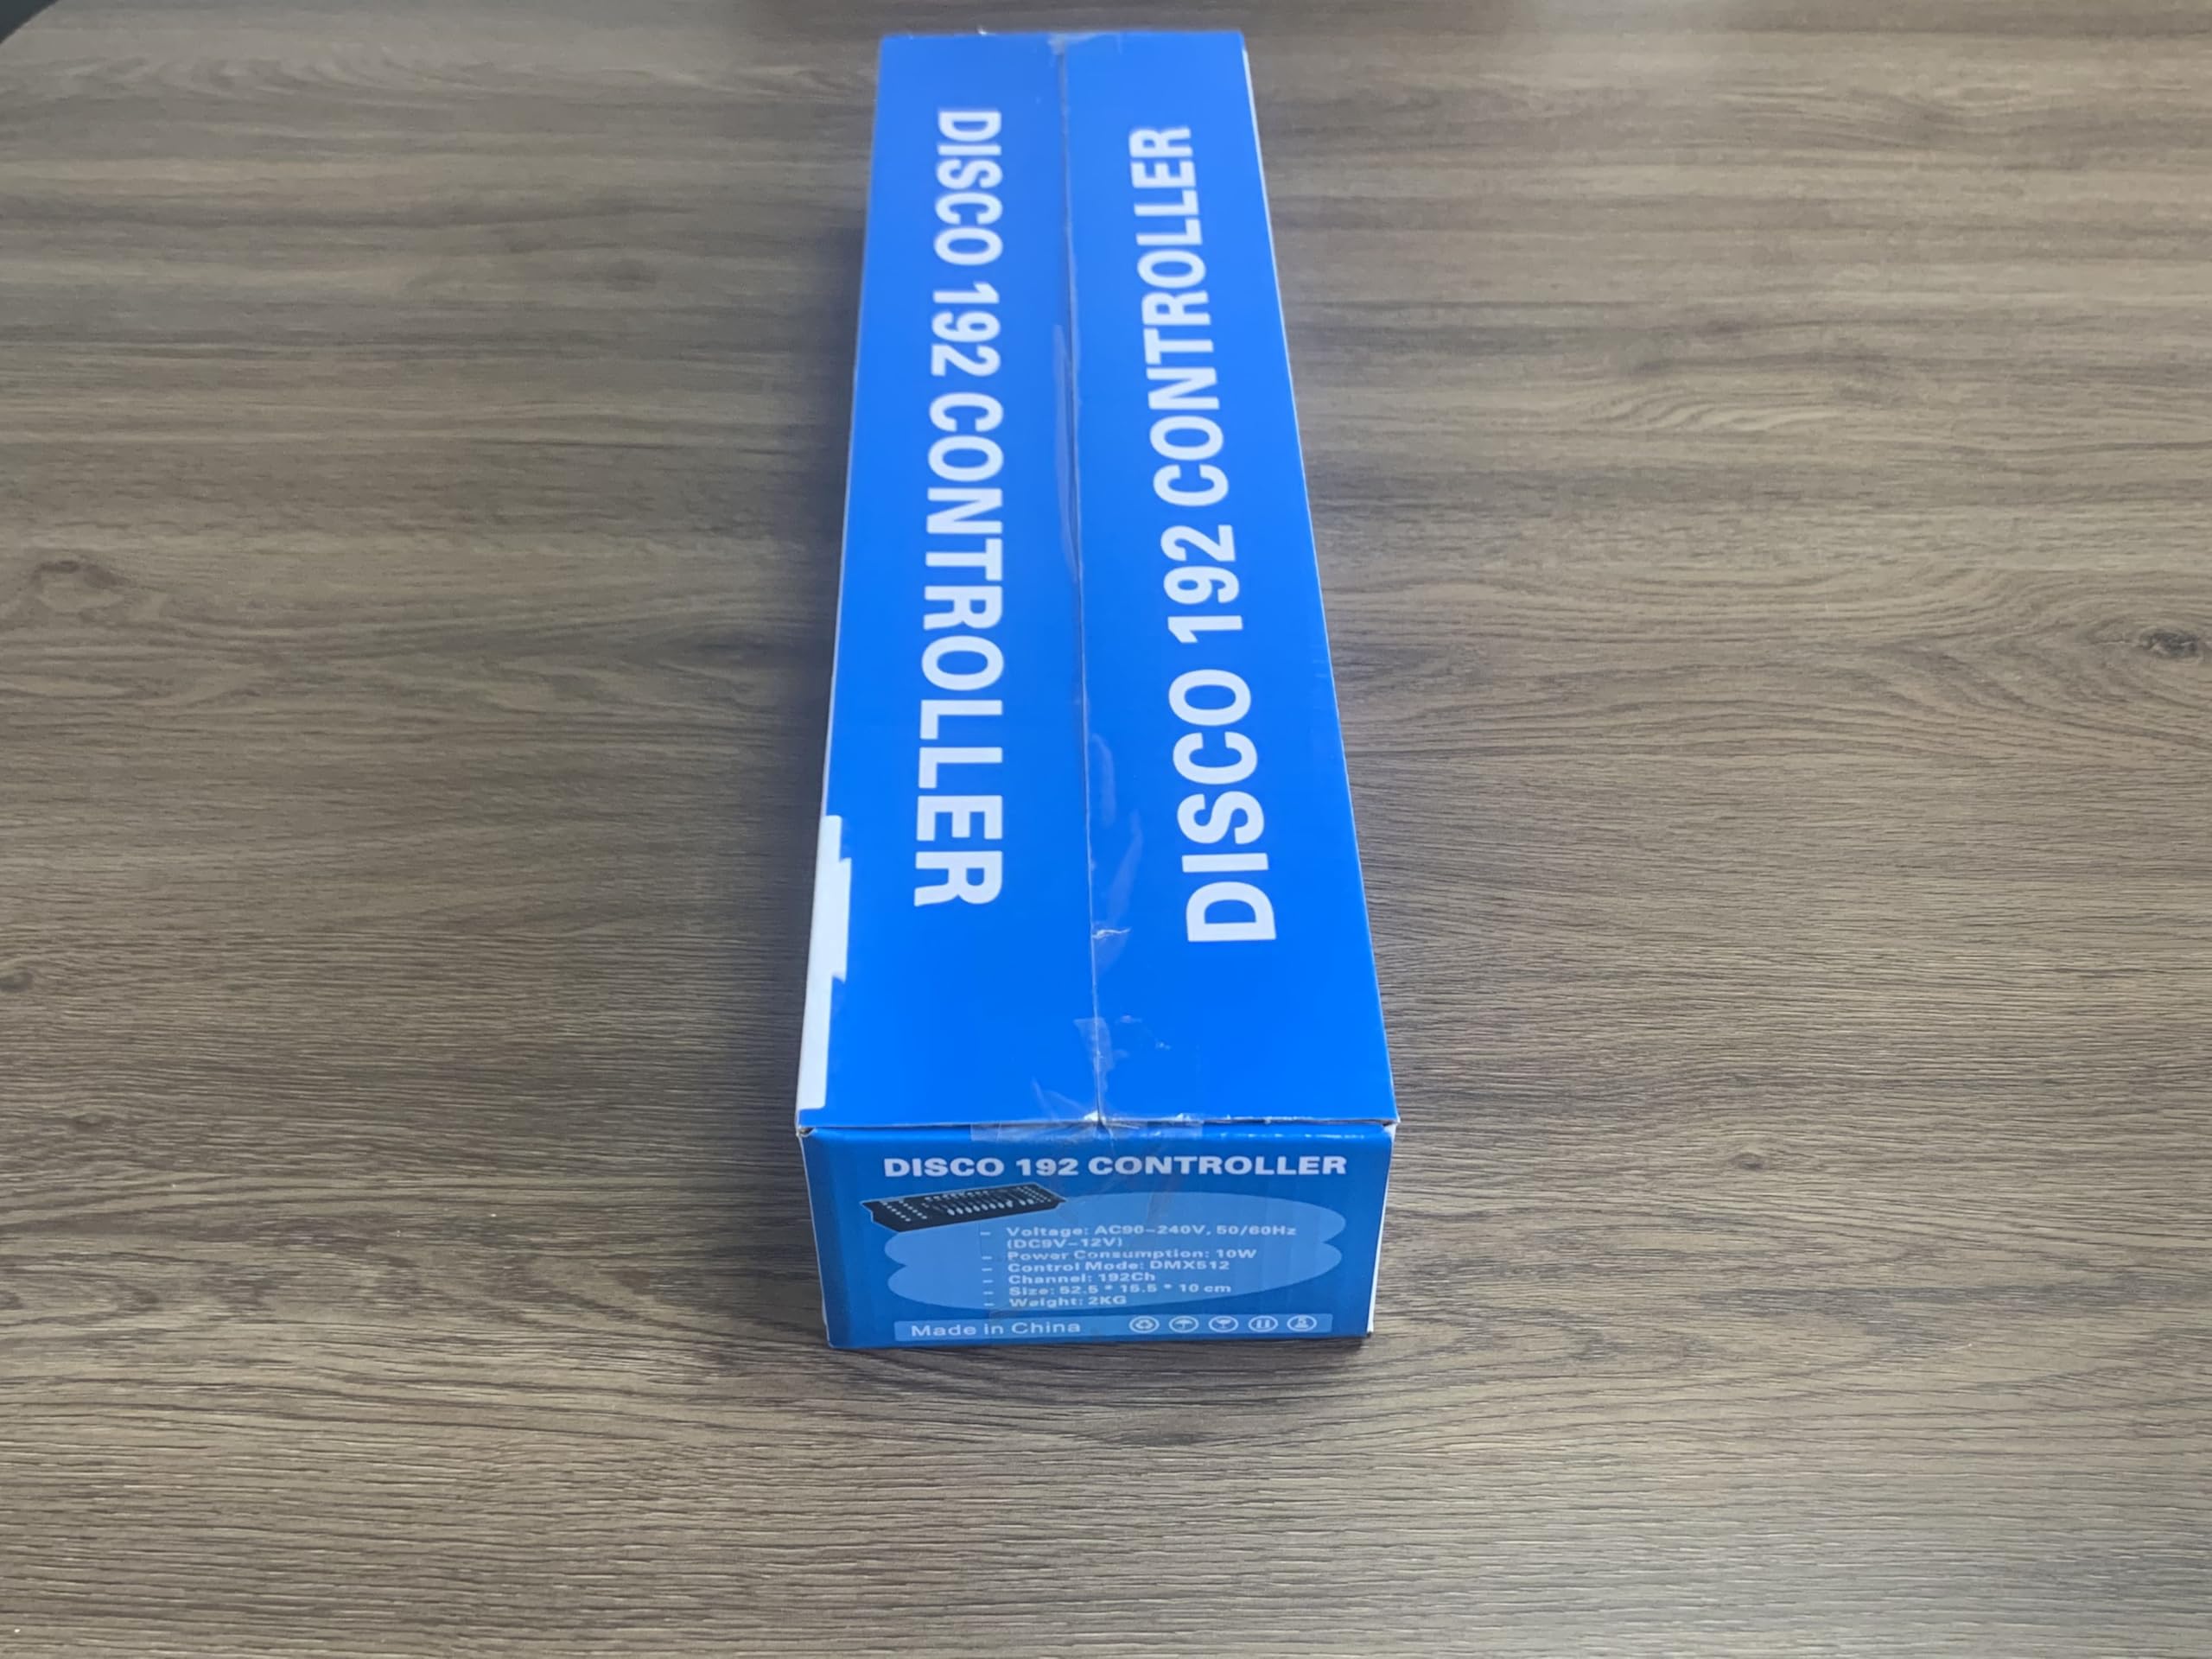 DISCO 192 CONTROLLER
DISCO 192 CONTROLLER
DISCO 192 CONTROLLER
- Voltage: AC90-240V, 50/60Hz
(DC9V-12V)
- Power Consumption: 10W
- Control Mode: DMX512
- Channel: 192Ch
- Size: 52.5 * 15.5 * 10 cm
- Weight: 2KG
Made in China